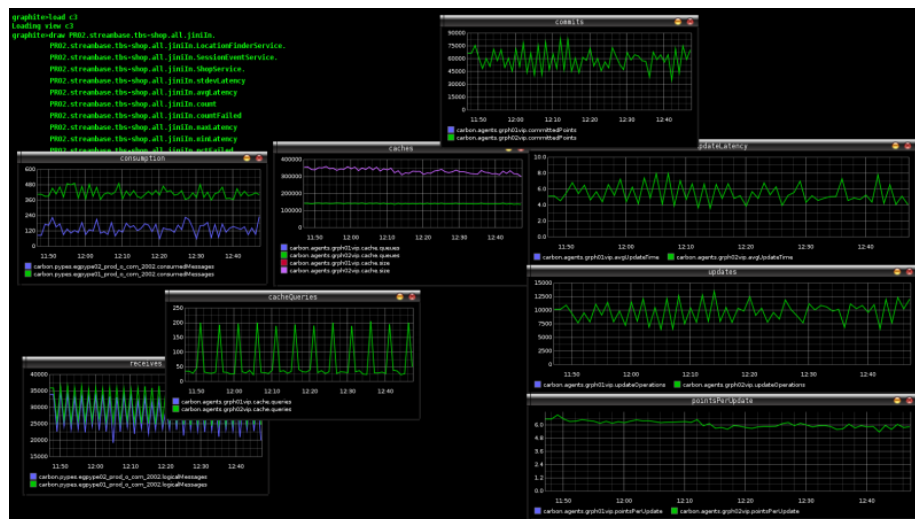 graphite>load c3
Loading view c3
graphite>draw PRO2.streambase.tbs-shop.all.jiniIn.
PRO2.streambase.tbs-shop.all.jiniIn.LocationFinderService.
PRO2.streambase.tbs-shop.all.jiniIn.SessionEventService.
PRO2.streambase.tbs-shop.all.jiniIn.ShopService.
PRO2.streambase.tbs-shop.all.jiniIn.stdevLatency
PRO2.streambase.tbs-shop.all.jiniIn.avgLatency
PRO2.streambase.tbs-shop.all.jiniIn.count
PRO2.streambase.tbs-shop.all.jiniIn.countFailed
PRO2.streambase.tbs-shop.all.jiniIn.maxLatency
PRO2.streambase.tbs-shop.all.jiniIn.minLatency
commits
90000
75000
60000
45000
30000
15000
0
11:50 12:00 12:10 12:20 12:30 12:40
carbon.agents.grph01vip.committedPoints
carbon.agents.grph02vip.committedPoints
consumption
600
480
360
240
120
0
11:50 12:00 12:10 12:20 12:30 12:40
carbon.pypes.egpype02_prod_o_com_2002.consumedMessages
carbon.pypes.egpype01_prod_o_com_2002.consumedMessages
caches
400000
300000
200000
100000
0
11:50 12:00 12:10 12:20 12:30 12:40
carbon.agents.grph01vip.cache.queues
carbon.agents.grph02vip.cache.queues
carbon.agents.grph01vip.cache.size
carbon.agents.grph02vip.cache.size
pdateLatency
10.0
8.0
6.0
4.0
2.0
0.0
11:50 12:00 12:10 12:20 12:30 12:40
carbon.agents.grph01vip.avgUpdateTime carbon.agents.grph02vip.avgUpdateTime
updates
15000
12500
10000
7500
5000
2500
0
11:50 12:00 12:10 12:20 12:30 12:40
carbon.agents.grph01vip.updateOperations carbon.agents.grph02vip.updateOperations
cacheQueries
250
200
150
100
50
0
11:50 12:00 12:10 12:20 12:30 12:40
carbon.agents.grph01vip.cache.queries
carbon.agents.grph02vip.cache.queries
receives
40000
35000
30000
25000
20000
15000
11:50 12:00 12:10 12:20 12:30 12:40
carbon.pypes.egpype02_prod_o_com_2002.logicalMessages
carbon.pypes.egpype01_prod_o_com_2002.logicalMessages
pointsPerUpdate
6.0
4.8
3.6
2.4
1.2
0.0
11:50 12:00 12:10 12:20 12:30 12:40
carbon.agents.grph01vip.pointsPerUpdate carbon.agents.grph02vip.pointsPerUpdate